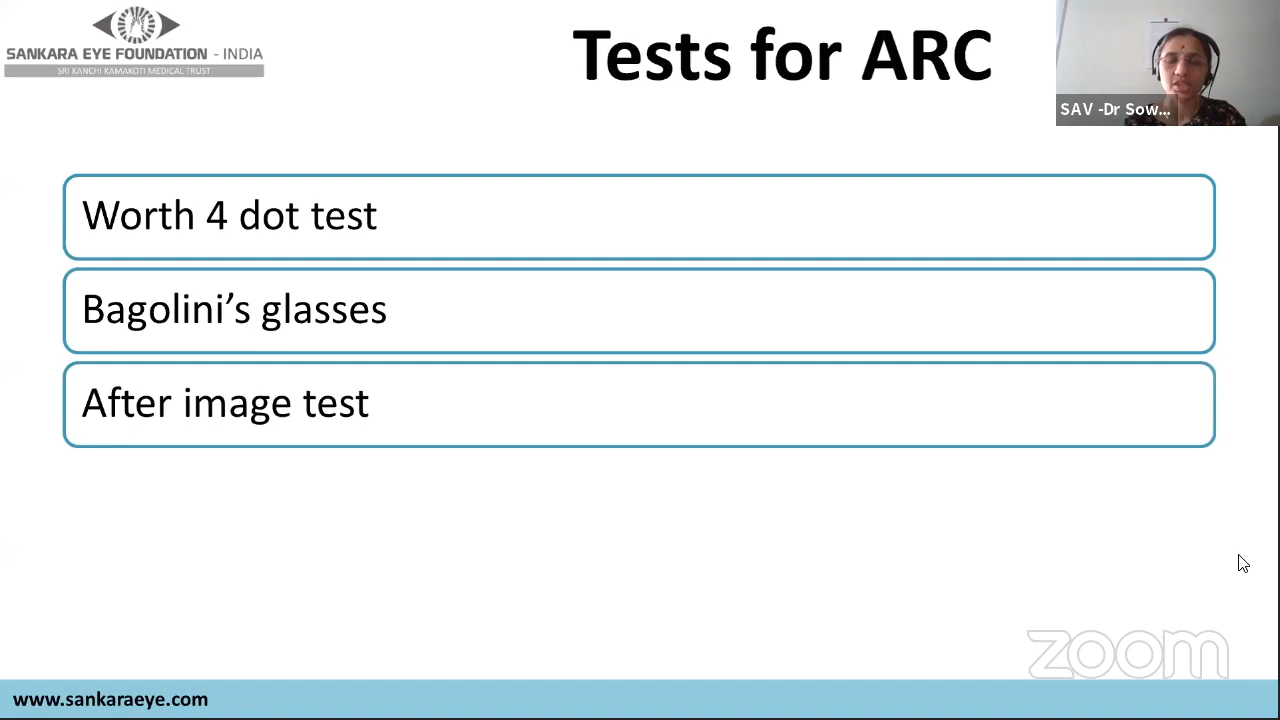 SANKARA EYE FOUNDATION - INDIA
SRI KANCHI KAMAKOTI MEDICAL TRUST
Tests for ARC
SAV -Dr Sow...
Worth 4 dot test
Bagolini’s glasses
After image test
zoom
www.sankaraeye.com